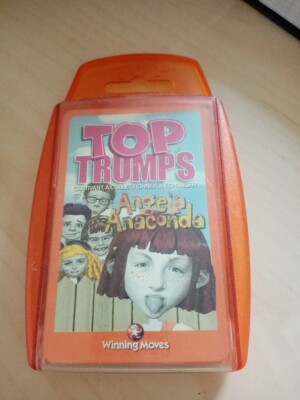 TOP
TRUMPS
Angela
Anaconda
Winning Moves